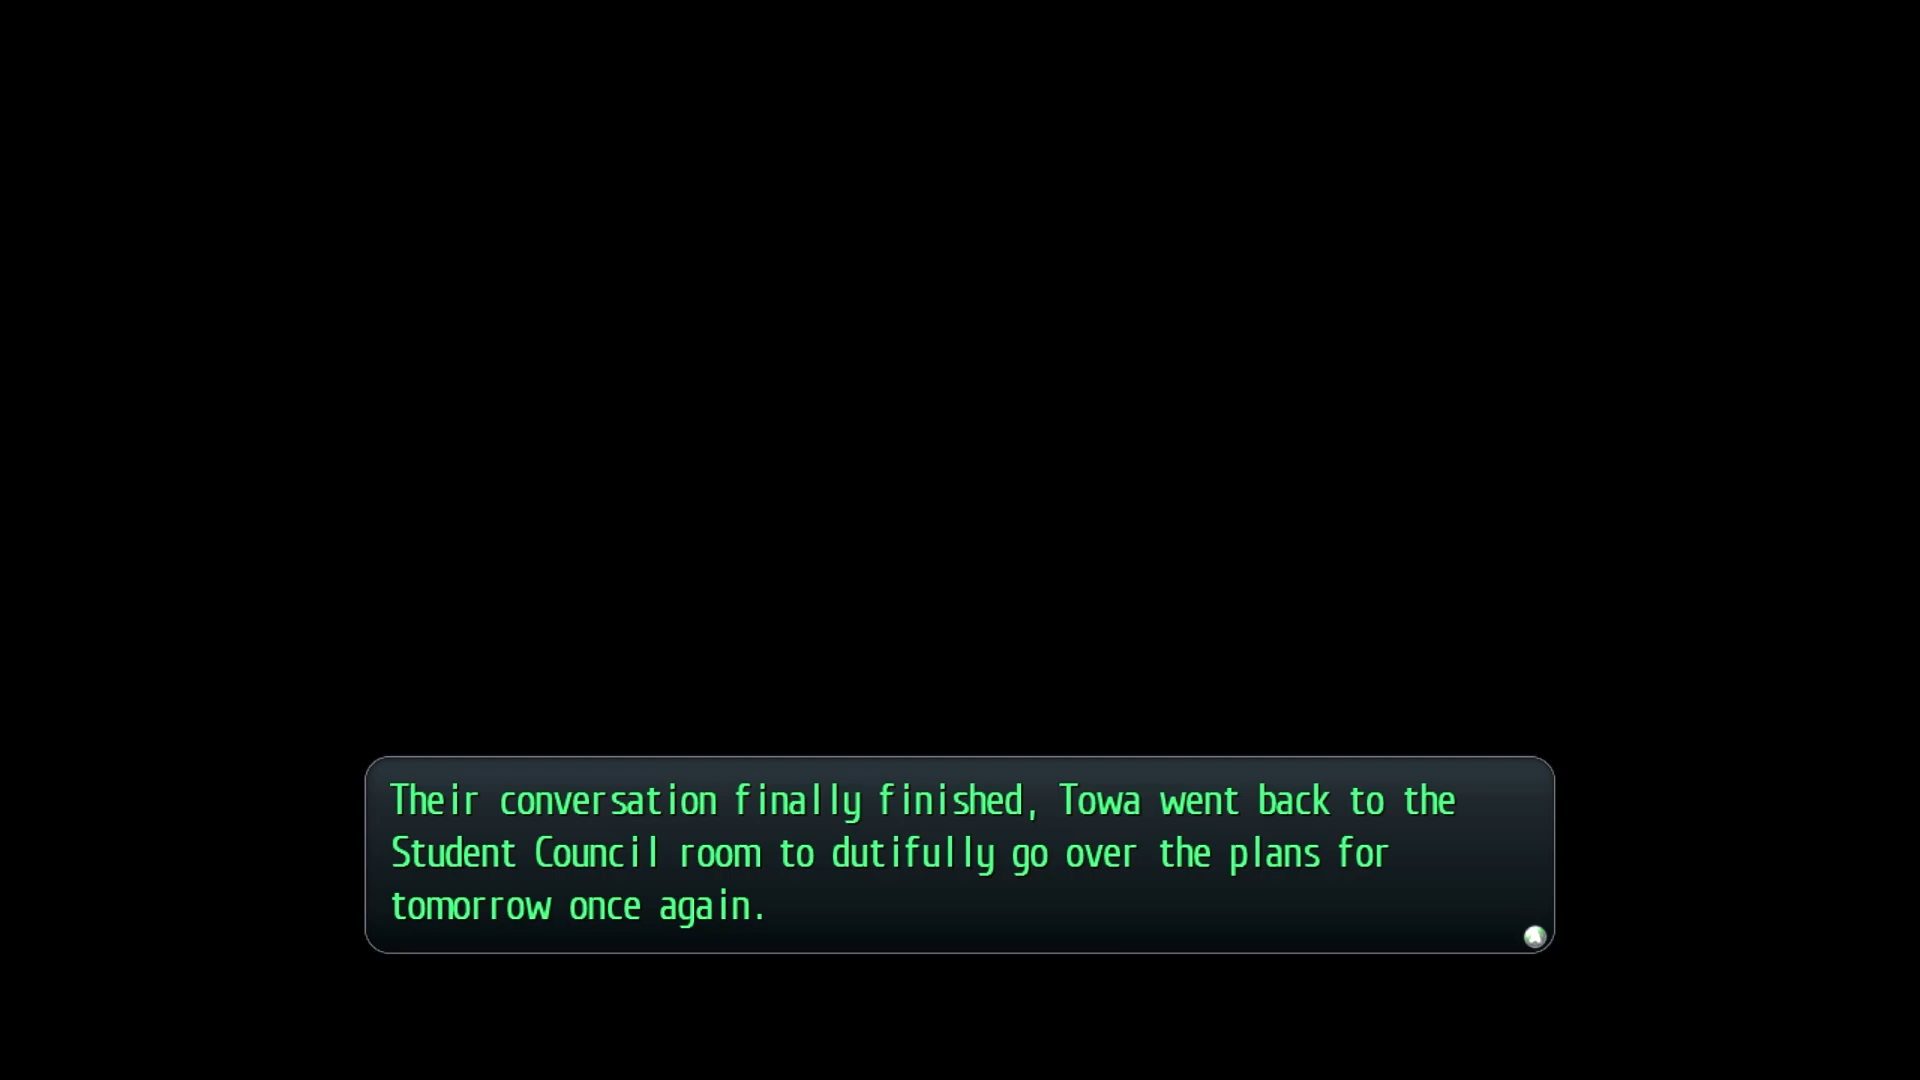 Their conversation finally finished, Towa went back to the
Student Council room to dutifully go over the plans for
tomorrow once again.